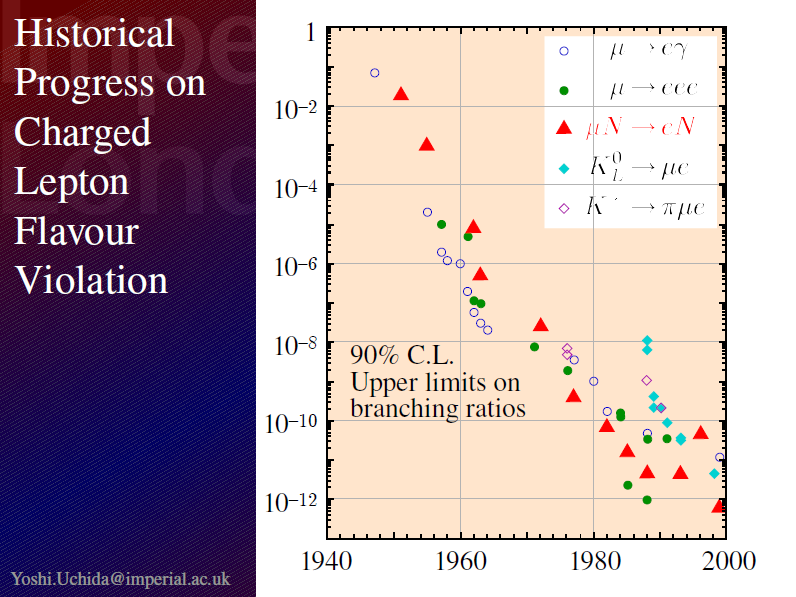 Historical
Progress on
Charged
Lepton
Flavour
Violation
Yoshi.Uchida@imperial.ac.uk
1
10−2
10−4
10−6
10−8
10−10
10−12
1940
1960
1980
2000
μ → eγ
μ → eee
μN → eN
K⁰L → μe
K⁺ → πμe
90% C.L.
Upper limits on
branching ratios